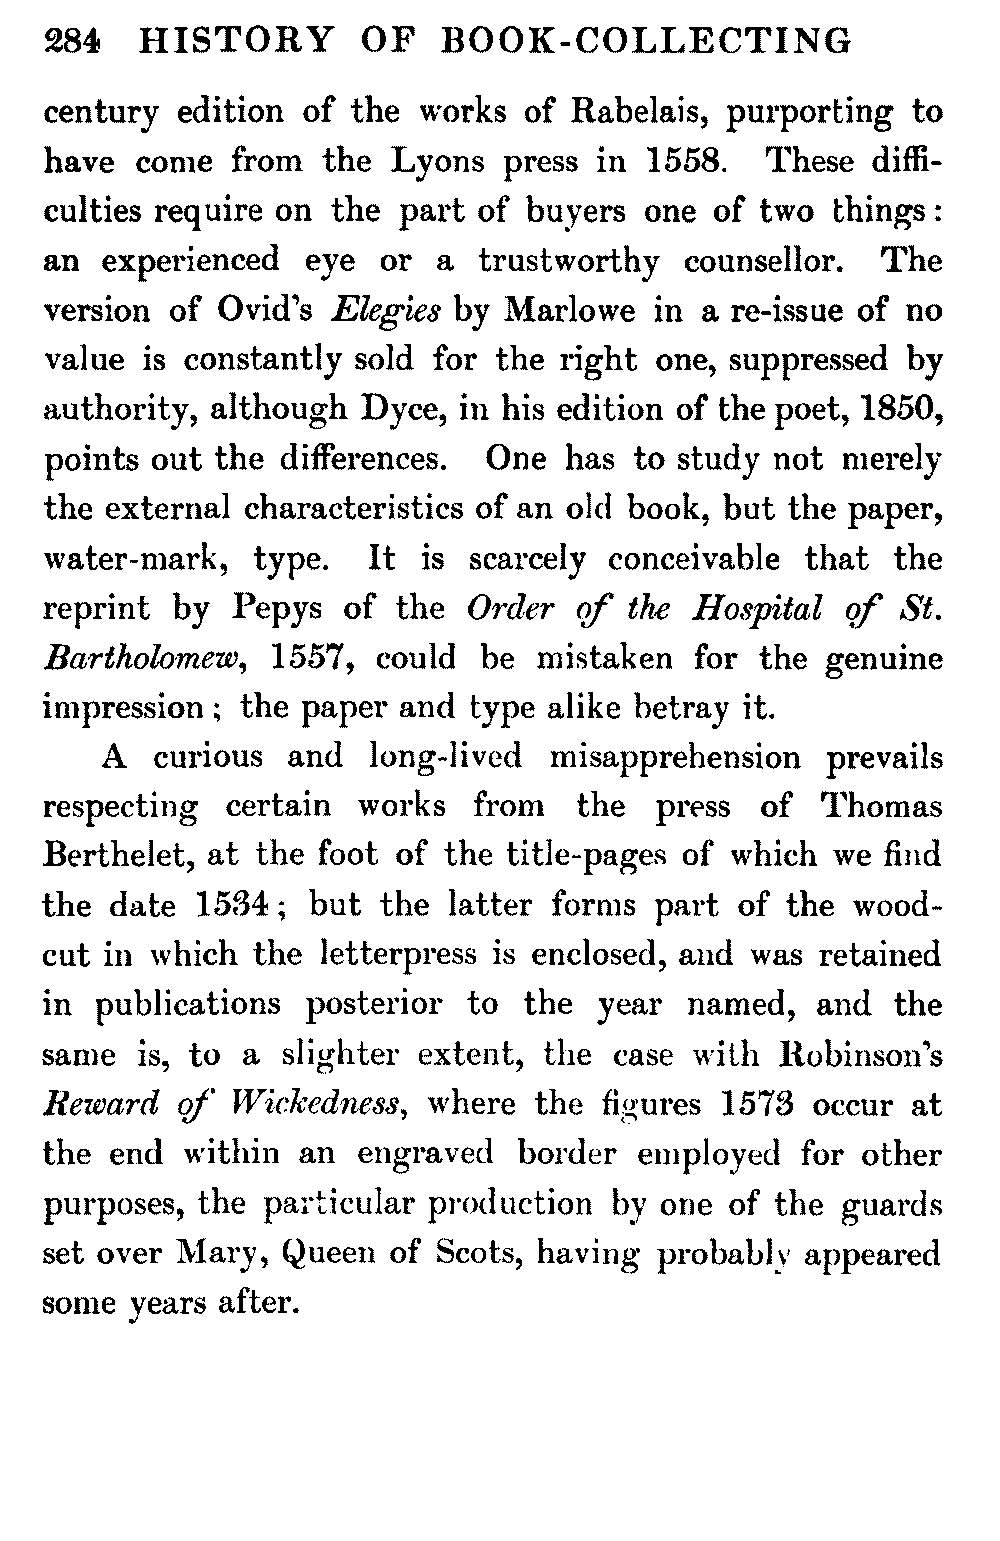 284 HISTORY OF BOOK-COLLECTING
century edition of the works of Rabelais, purporting to
have come from the Lyons press in 1558. These diffi-
culties require on the part of buyers one of two things:
an experienced eye or a trustworthy counsellor. The
version of Ovid's Elegies by Marlowe in a re-issue of no
value is constantly sold for the right one, suppressed by
authority, although Dyce, in his edition of the poet, 1850,
points out the differences. One has to study not merely
the external characteristics of an old book, but the paper,
water-mark, type. It is scarcely conceivable that the
reprint by Pepys of the Order of the Hospital of St.
Bartholomew, 1557, could be mistaken for the genuine
impression; the paper and type alike betray it.
A curious and long-lived misapprehension prevails
respecting certain works from the press of Thomas
Berthelet, at the foot of the title-pages of which we find
the date 1534; but the latter forms part of the wood-
cut in which the letterpress is enclosed, and was retained
in publications posterior to the year named, and the
same is, to a slighter extent, the case with Robinson's
Reward of Wickedness, where the figures 1573 occur at
the end within an engraved border employed for other
purposes, the particular production by one of the guards
set over Mary, Queen of Scots, having probably appeared
some years after.